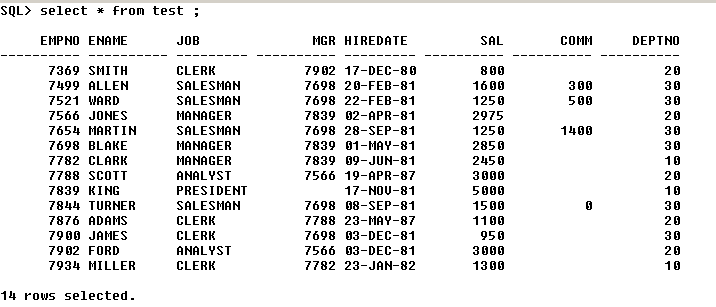 SQL> select * from test ;
EMPNO ENAME JOB MGR HIREDATE SAL COMM DEPTNO
---------- ---------- --------- ---------- --------- ---------- ---------- ----------
7369 SMITH CLERK 7902 17-DEC-80 800 20
7499 ALLEN SALESMAN 7698 20-FEB-81 1600 300 30
7521 WARD SALESMAN 7698 22-FEB-81 1250 500 30
7566 JONES MANAGER 7839 02-APR-81 2975 20
7654 MARTIN SALESMAN 7698 28-SEP-81 1250 1400 30
7698 BLAKE MANAGER 7839 01-MAY-81 2850 30
7782 CLARK MANAGER 7839 09-JUN-81 2450 10
7788 SCOTT ANALYST 7566 19-APR-87 3000 20
7839 KING PRESIDENT 17-NOV-81 5000 10
7844 TURNER SALESMAN 7698 08-SEP-81 1500 0 30
7876 ADAMS CLERK 7788 23-MAY-87 1100 20
7900 JAMES CLERK 7698 03-DEC-81 950 30
7902 FORD ANALYST 7566 03-DEC-81 3000 20
7934 MILLER CLERK 7782 23-JAN-82 1300 10
14 rows selected.